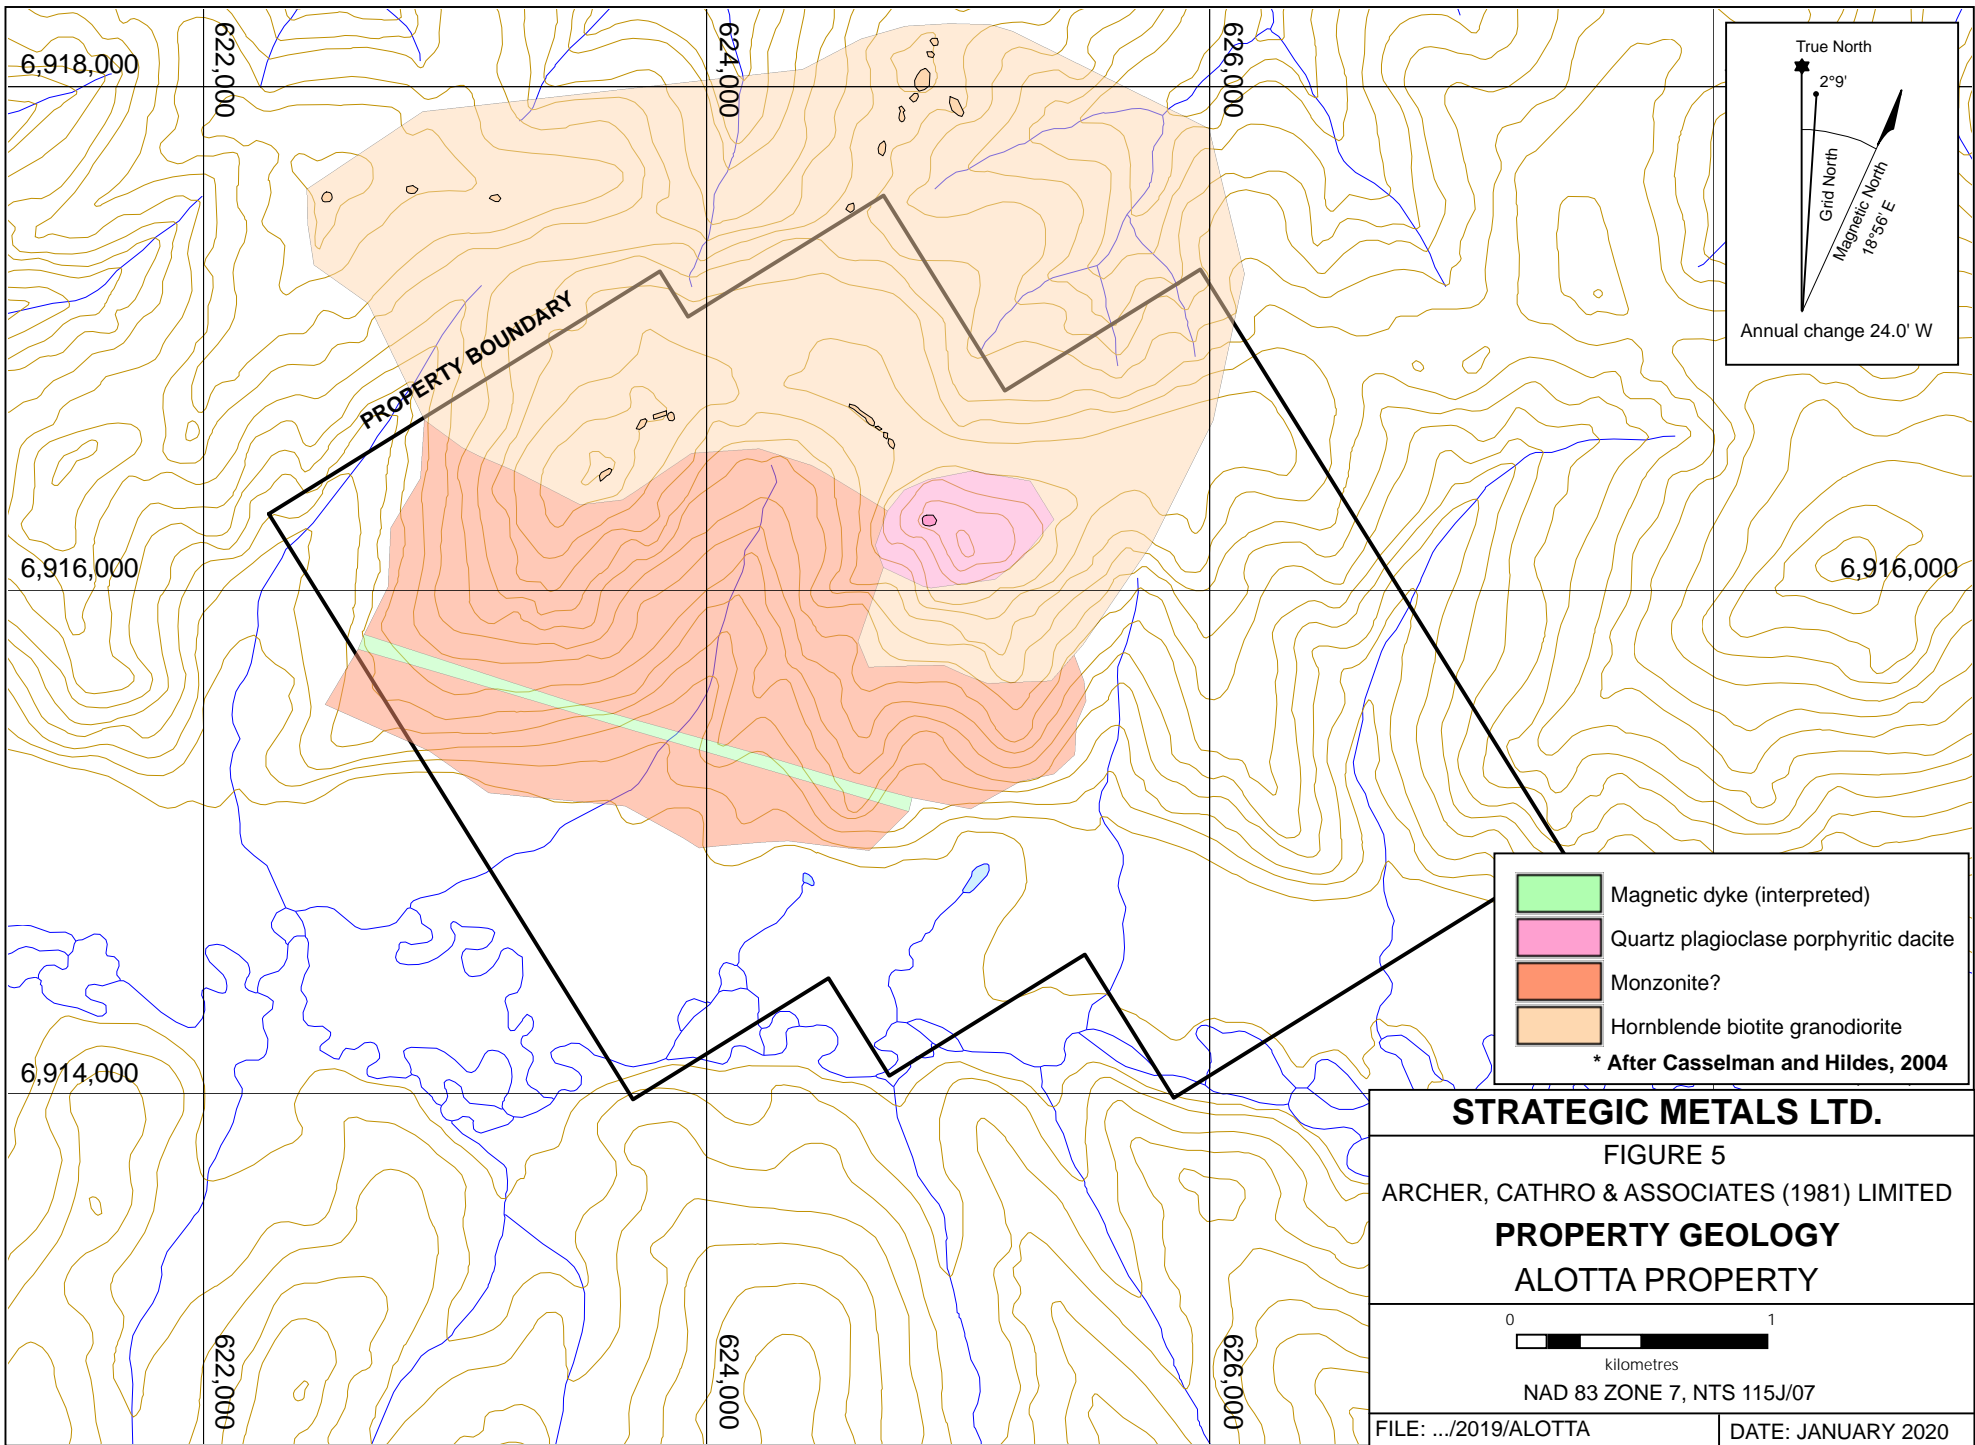 622,000
624,000
626,000
6,918,000
True North
2°9'
Grid North
Magnetic North
18°56' E
Annual change 24.0' W
PROPERTY BOUNDARY
6,916,000
6,916,000
Magnetic dyke (interpreted)
Quartz plagioclase porphyritic dacite
Monzonite?
Hornblende biotite granodiorite
* After Casselman and Hildes, 2004
6,914,000
STRATEGIC METALS LTD.
FIGURE 5
ARCHER, CATHRO & ASSOCIATES (1981) LIMITED
PROPERTY GEOLOGY
ALOTTA PROPERTY
0 1
kilometres
NAD 83 ZONE 7, NTS 115J/07
FILE: .../2019/ALOTTA
DATE: JANUARY 2020
622,000
624,000
626,000